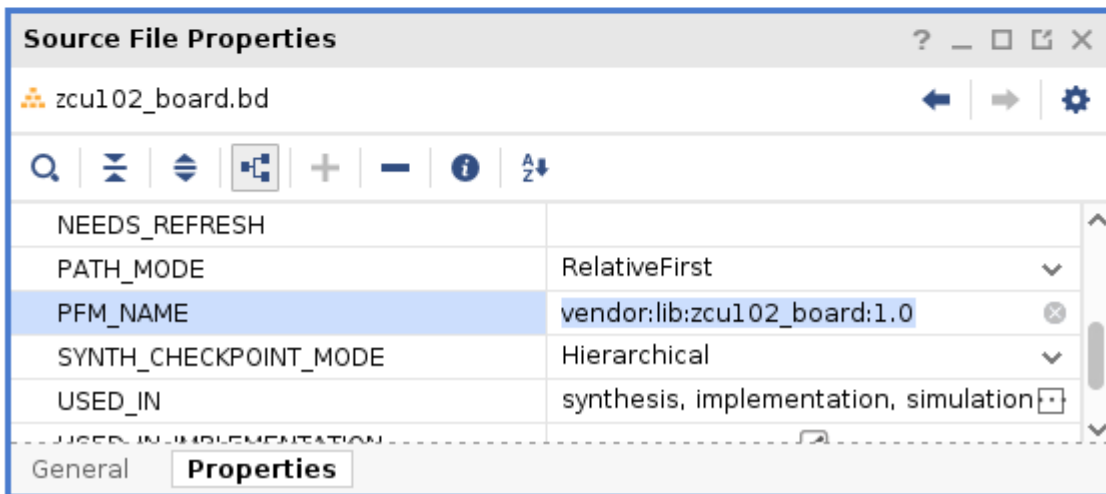 Source File Properties
zcu102_board.bd
NEEDS_REFRESH
PATH_MODE RelativeFirst
PFM_NAME vendor:lib:zcu102_board:1.0
SYNTH_CHECKPOINT_MODE Hierarchical
USED_IN synthesis, implementation, simulation
USED_IN_IMPLEMENTATION
General Properties